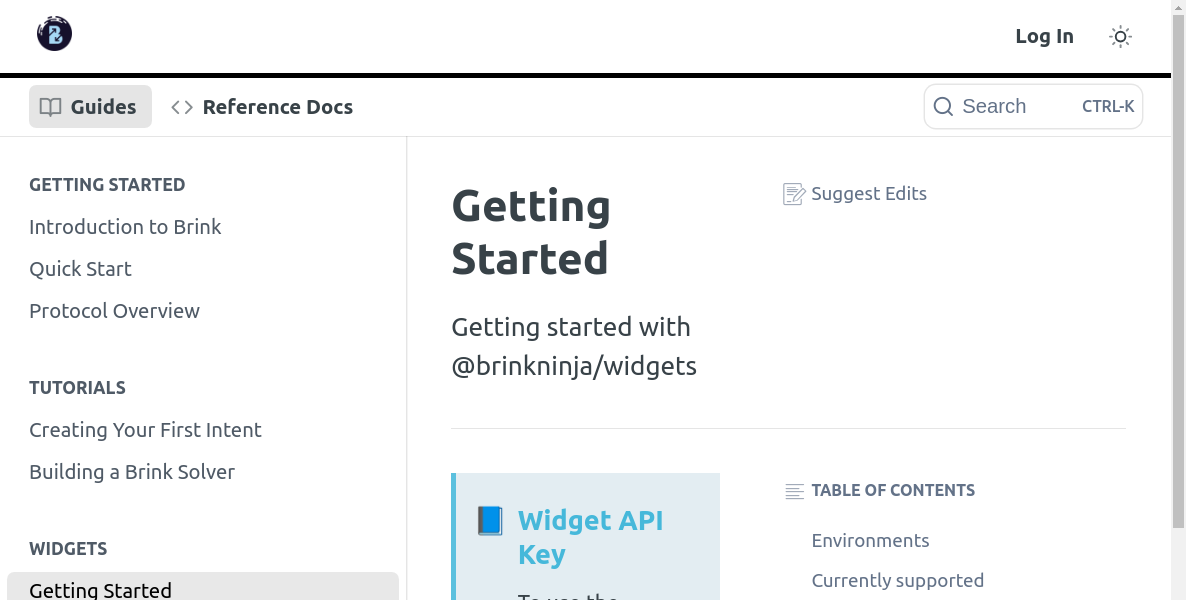 Log In
Guides
Reference Docs
Search
CTRL-K
GETTING STARTED
Introduction to Brink
Quick Start
Protocol Overview
TUTORIALS
Creating Your First Intent
Building a Brink Solver
WIDGETS
Getting Started
Getting
Started
Suggest Edits
Getting started with
@brinkninja/widgets
Widget API
Key
To use the
TABLE OF CONTENTS
Environments
Currently supported